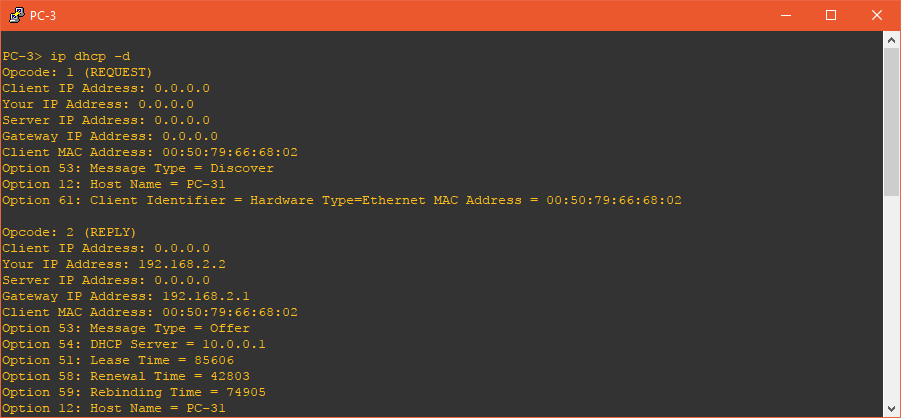 PC-3
PC-3> ip dhcp -d
Opcode: 1 (REQUEST)
Client IP Address: 0.0.0.0
Your IP Address: 0.0.0.0
Server IP Address: 0.0.0.0
Gateway IP Address: 0.0.0.0
Client MAC Address: 00:50:79:66:68:02
Option 53: Message Type = Discover
Option 12: Host Name = PC-31
Option 61: Client Identifier = Hardware Type=Ethernet MAC Address = 00:50:79:66:68:02
Opcode: 2 (REPLY)
Client IP Address: 0.0.0.0
Your IP Address: 192.168.2.2
Server IP Address: 0.0.0.0
Gateway IP Address: 192.168.2.1
Client MAC Address: 00:50:79:66:68:02
Option 53: Message Type = Offer
Option 54: DHCP Server = 10.0.0.1
Option 51: Lease Time = 85606
Option 58: Renewal Time = 42803
Option 59: Rebinding Time = 74905
Option 12: Host Name = PC-31